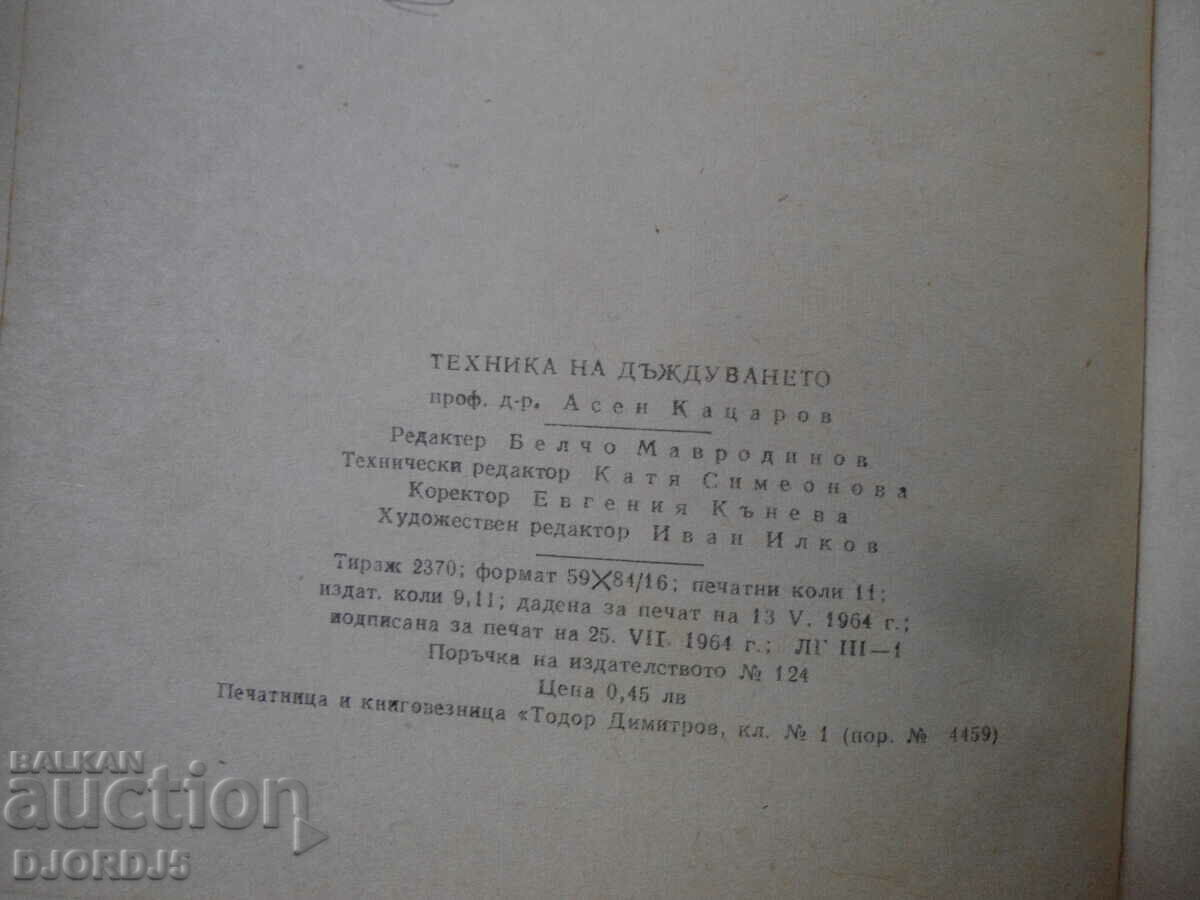 ТЕХНИКА НА ДЪЖДУВАНЕТО
проф. д-р. Асен Кацаров
Редактер Белчо Мавродинов
Технически редактор Катя Симеонова
Коректор Евгения Кънева
Художествен редактор Иван Илков
Тираж 2370; формат 59×84/16; печатни коли 11;
издат. коли 9,11; дадена за печат на 13 V. 1964 г.;
подписана за печат на 25. VII. 1964 г.; ЛГ III—1
Поръчка на издателството № 124
Цена 0,45 лв
Печатница и книговезница «Тодор Димитров, кл. № 1 (пор. № 4459)
BALKAN
auction
DJORDJ5